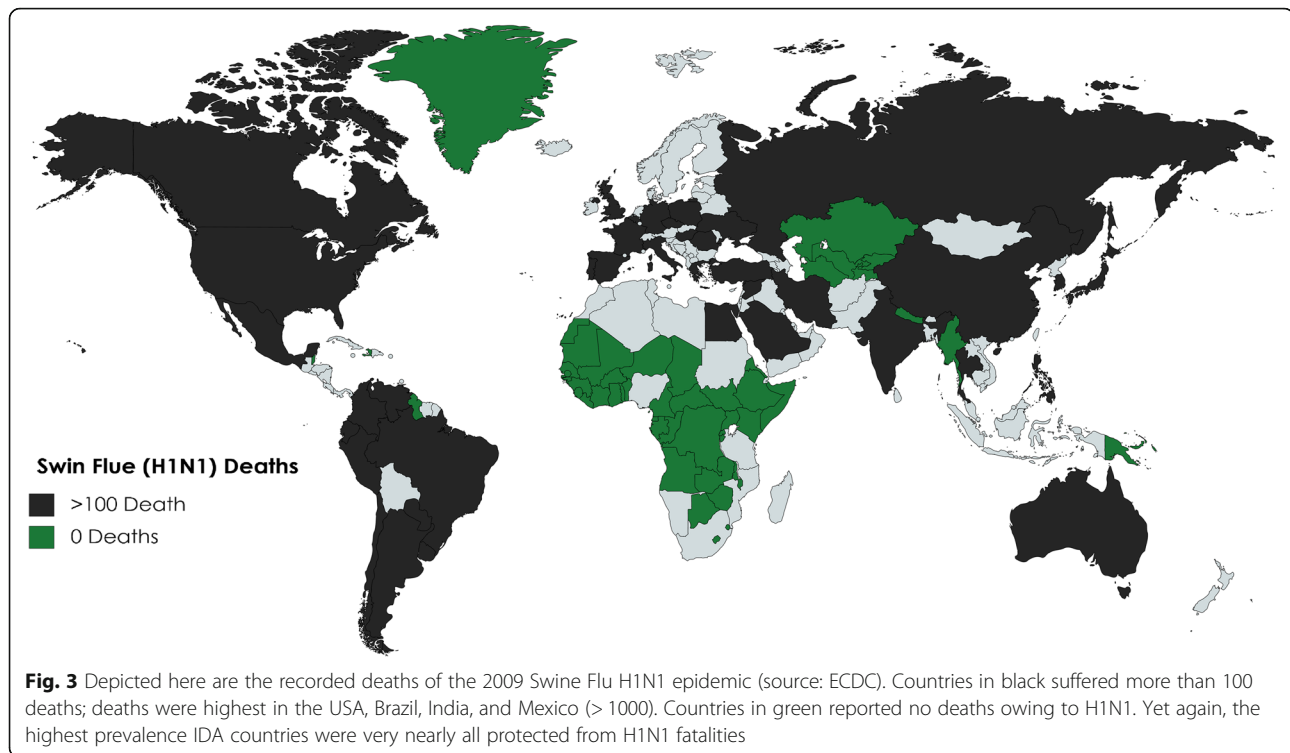 Swin Flue (H1N1) Deaths
>100 Death
0 Deaths
Fig. 3 Depicted here are the recorded deaths of the 2009 Swine Flu H1N1 epidemic (source: ECDC). Countries in black suffered more than 100
deaths; deaths were highest in the USA, Brazil, India, and Mexico (> 1000). Countries in green reported no deaths owing to H1N1. Yet again, the
highest prevalence IDA countries were very nearly all protected from H1N1 fatalities